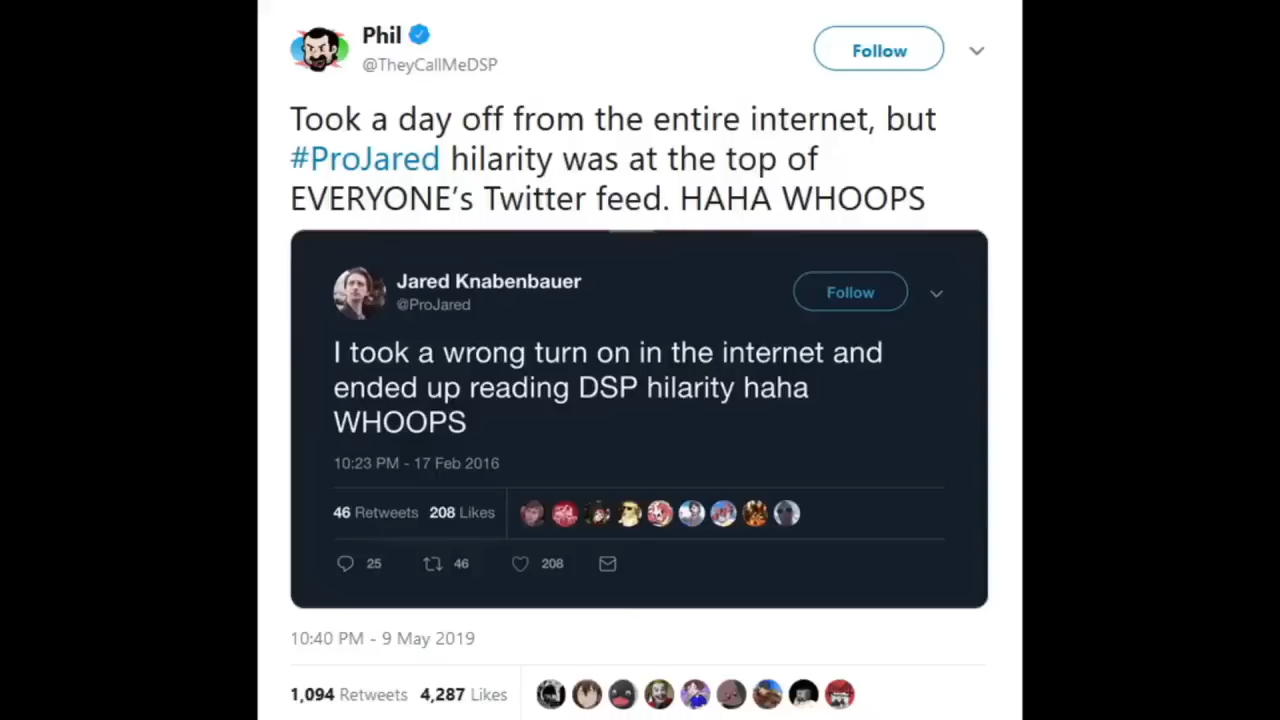 Phil
Follow
@TheyCallMeDSP
Took a day off from the entire internet, but
#ProJared hilarity was at the top of
EVERYONE's Twitter feed. HAHA WHOOPS
Jared Knabenbauer
Follow
@ProJared
I took a wrong turn on in the internet and
ended up reading DSP hilarity haha
WHOOPS
10:23 PM - 17 Feb 2016
46 Retweets 208 Likes
25 46 208
10:40 PM - 9 May 2019
1,094 Retweets 4,287 Likes